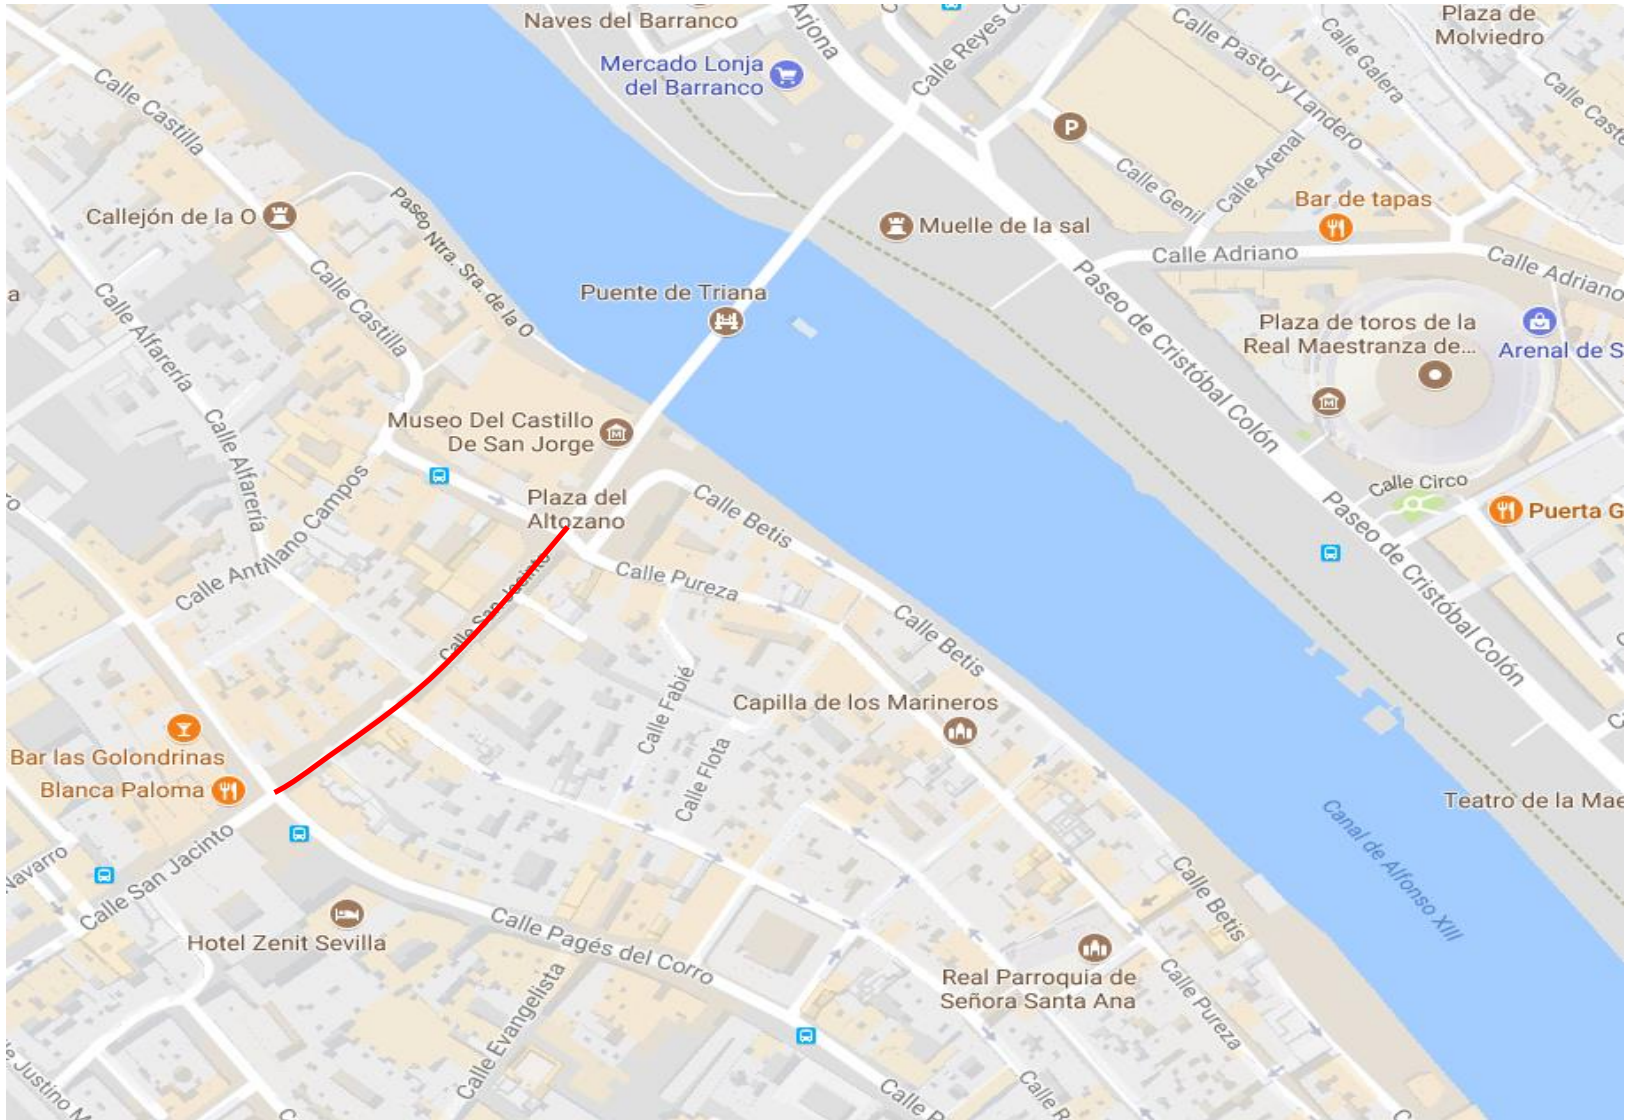 Naves del Barranco
Arjona
Calle Reyes C
Plaza de
Molviedro
Mercado Lonja
del Barranco
Calle Pastor y Landero
Calle Galera
Calle Caste
Calle Castilla
P
Calle Genil
Calle Arenal
Bar de tapas
Callejón de la O
Paseo Ntra. Sra. de la O
Muelle de la sal
Calle Adriano
Calle Adriano
a
Calle Castilla
Calle Alfarería
Puente de Triana
Paseo de Cristóbal Colón
Plaza de toros de la
Real Maestranza de...
Arenal de S
Museo Del Castillo
De San Jorge
Calle Alfarería
Calle Antillano Campos
Plaza del
Altozano
Calle Betis
Calle Circo
Puerta G
Paseo de Cristóbal Colón
ro
Calle San Jacinto
Calle Pureza
Calle Betis
Calle Fabié
Capilla de los Marineros
Bar las Golondrinas
Blanca Paloma
Calle Flota
Teatro de la Mae
Canal de Alfonso XIII
Navarro
Calle San Jacinto
Calle Betis
Hotel Zenit Sevilla
Calle Pagés del Corro
Real Parroquia de
Señora Santa Ana
Calle Pureza
Calle Evangelista
e Justino M
C
Calle P
Calle R
C